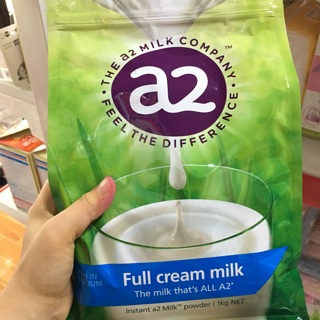 • THE a2 MILK COMPANY™ •
a2
FEEL THE DIFFERENCE
Full cream milk
The milk that's ALL A2*
Instant a2 Milk™ powder | 1kg NET